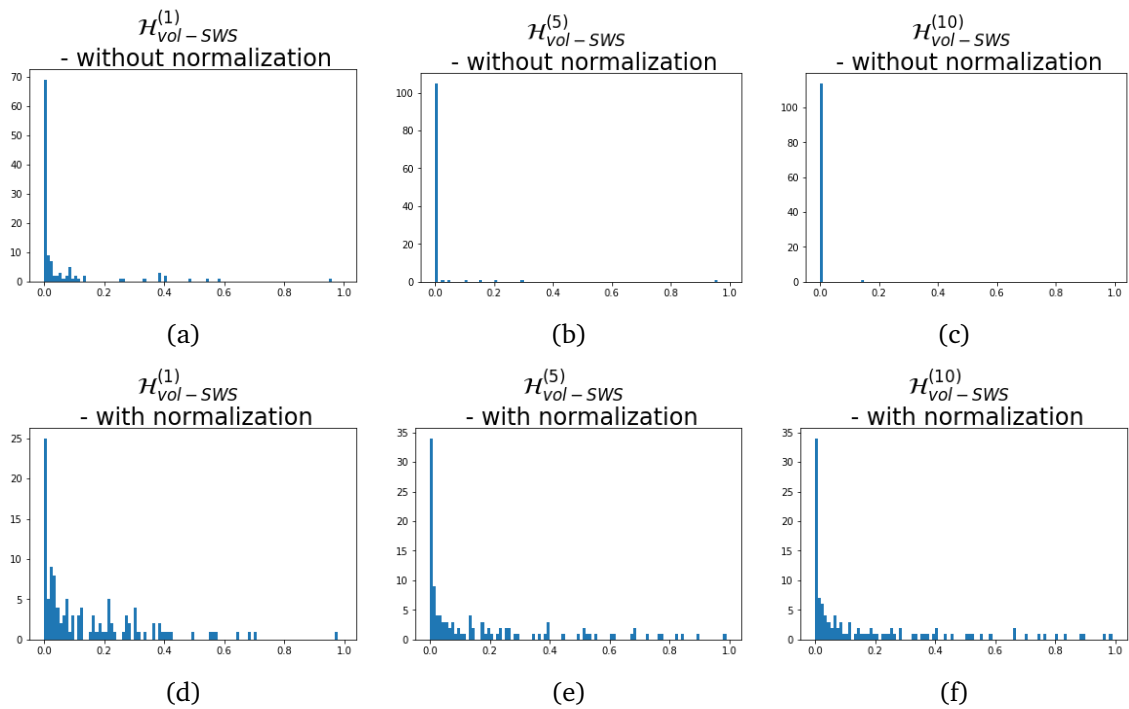 𝓗^{(1)}_{vol−SWS}
- without normalization
70
60
50
40
30
20
10
0
0.0 0.2 0.4 0.6 0.8 1.0
(a)
𝓗^{(5)}_{vol−SWS}
- without normalization
100
80
60
40
20
0
0.0 0.2 0.4 0.6 0.8 1.0
(b)
𝓗^{(10)}_{vol−SWS}
- without normalization
100
80
60
40
20
0
0.0 0.2 0.4 0.6 0.8 1.0
(c)
𝓗^{(1)}_{vol−SWS}
- with normalization
25
20
15
10
5
0
0.0 0.2 0.4 0.6 0.8 1.0
(d)
𝓗^{(5)}_{vol−SWS}
- with normalization
35
30
25
20
15
10
5
0
0.0 0.2 0.4 0.6 0.8 1.0
(e)
𝓗^{(10)}_{vol−SWS}
- with normalization
35
30
25
20
15
10
5
0
0.0 0.2 0.4 0.6 0.8 1.0
(f)